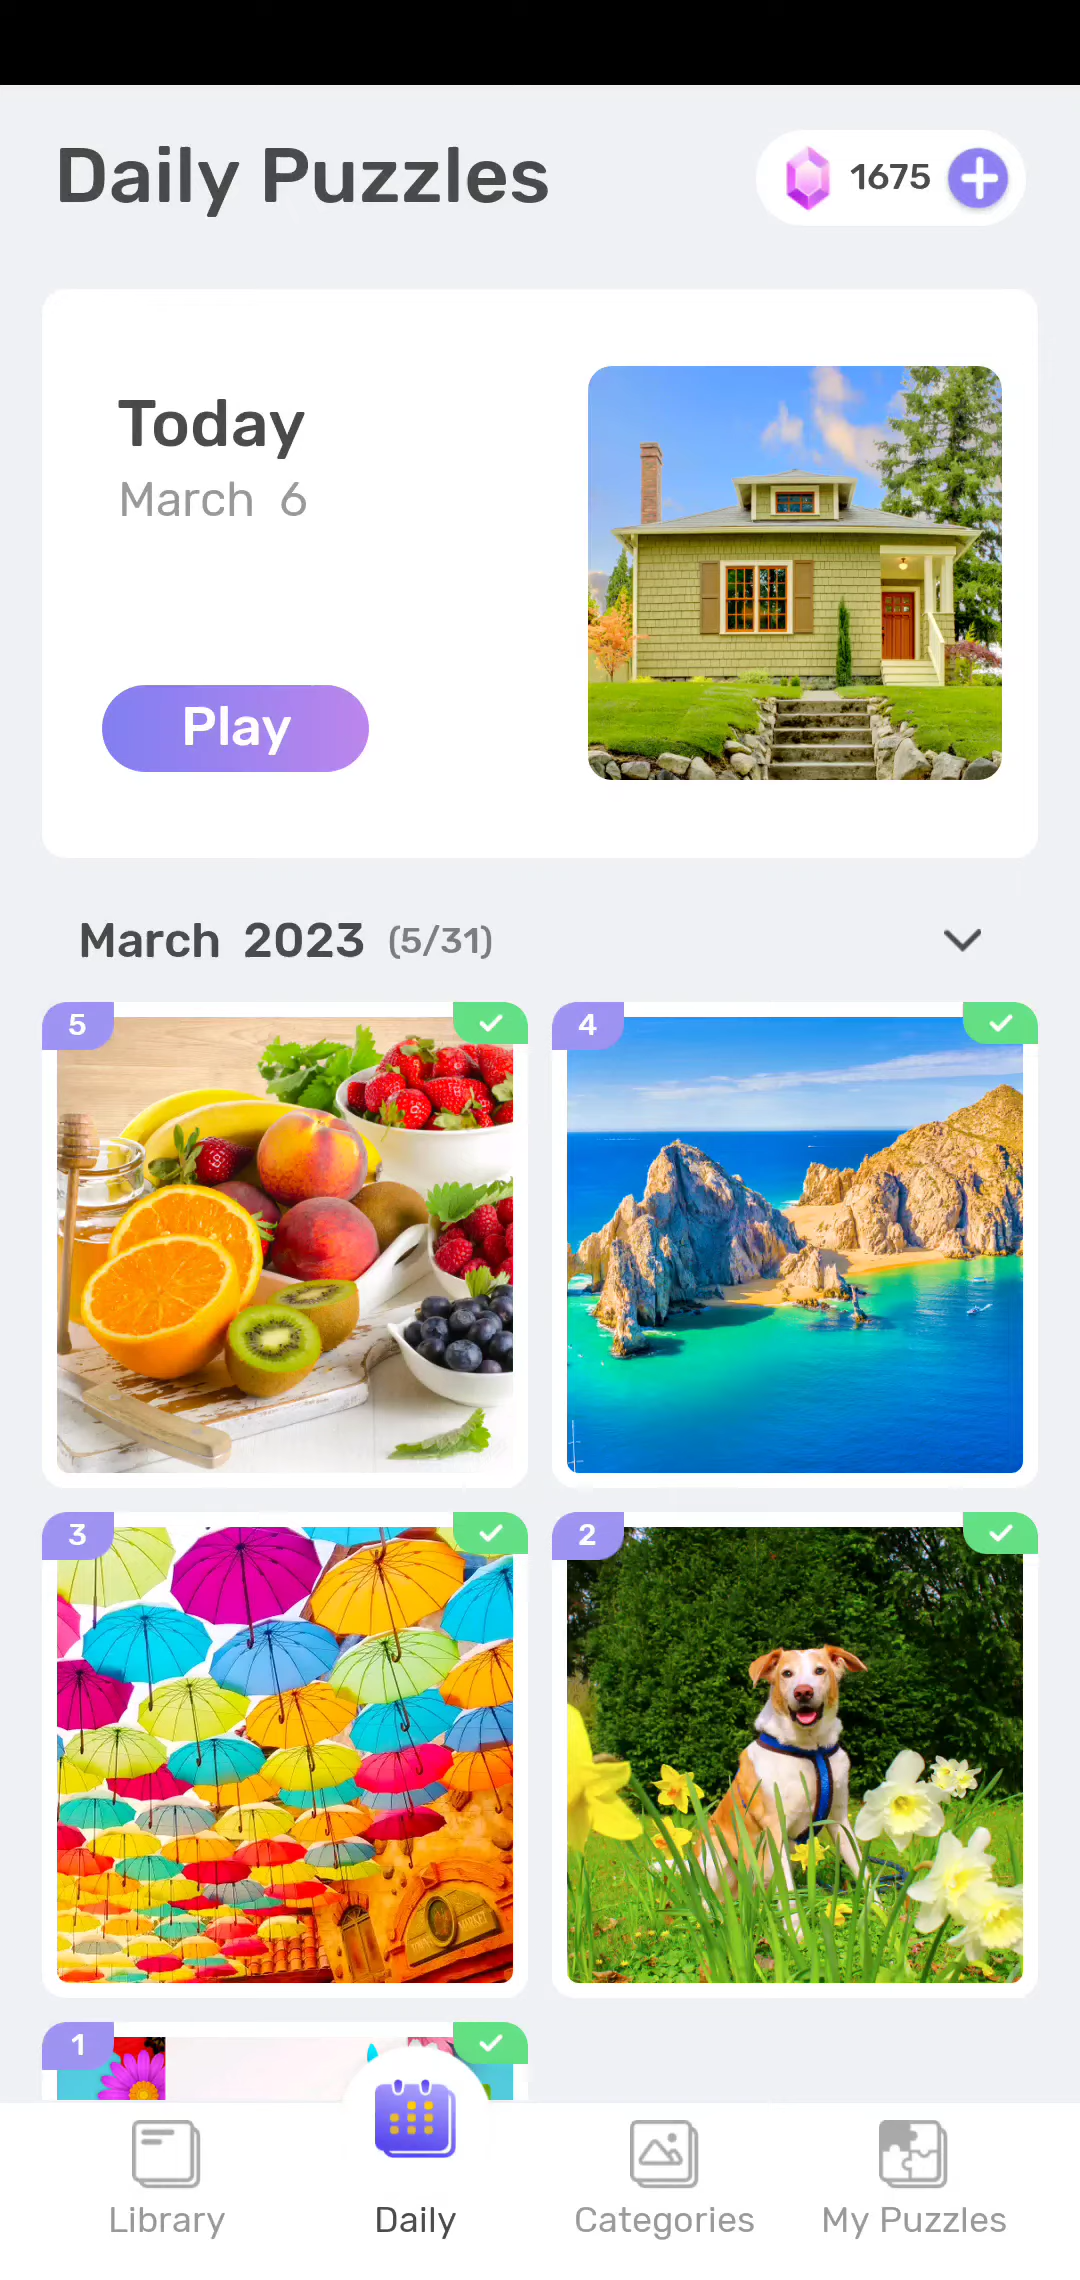 Daily Puzzles
1675
Today
March 6
Play
March 2023 (5/31)
5
4
3
2
1
Library
Daily
Categories
My Puzzles